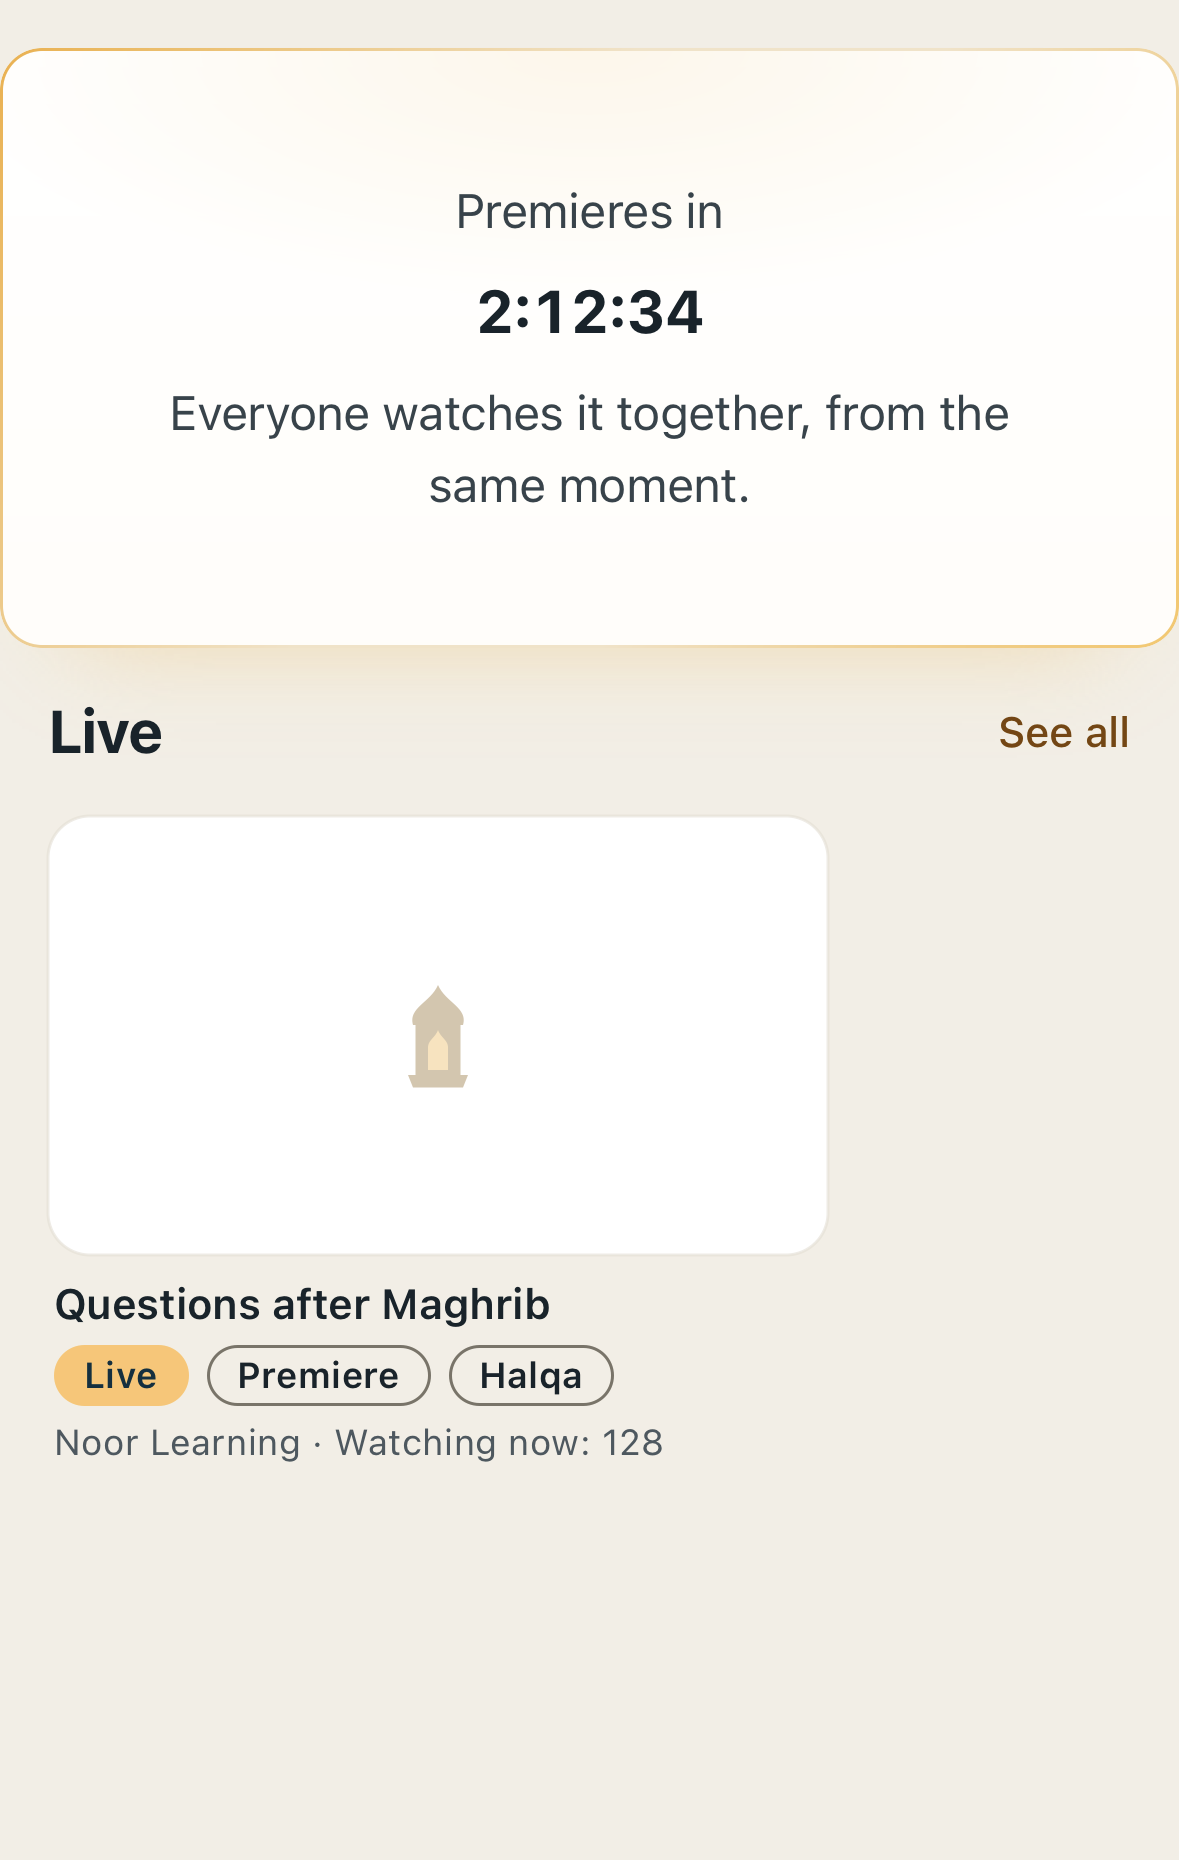 Premieres in
2:12:34
Everyone watches it together, from the
same moment.
Live
See all
Questions after Maghrib
Live
Premiere
Halqa
Noor Learning · Watching now: 128